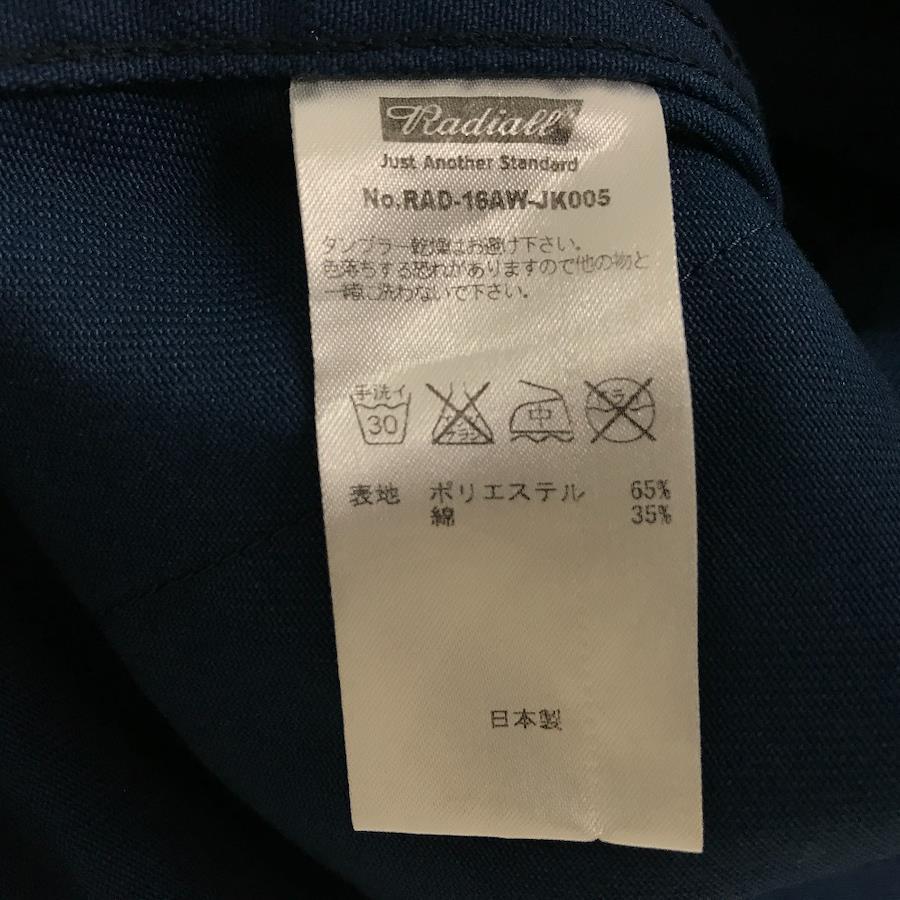 Radiall
Just Another Standard
No.RAD-16AW-JK005
タンブラー乾燥はお避け下さい。
色落ちする恐れがありますので他の物と
一緒に洗わないで下さい。
手洗イ
30
中
ドライ
表地 ポリエステル 65%
綿 35%
日本製